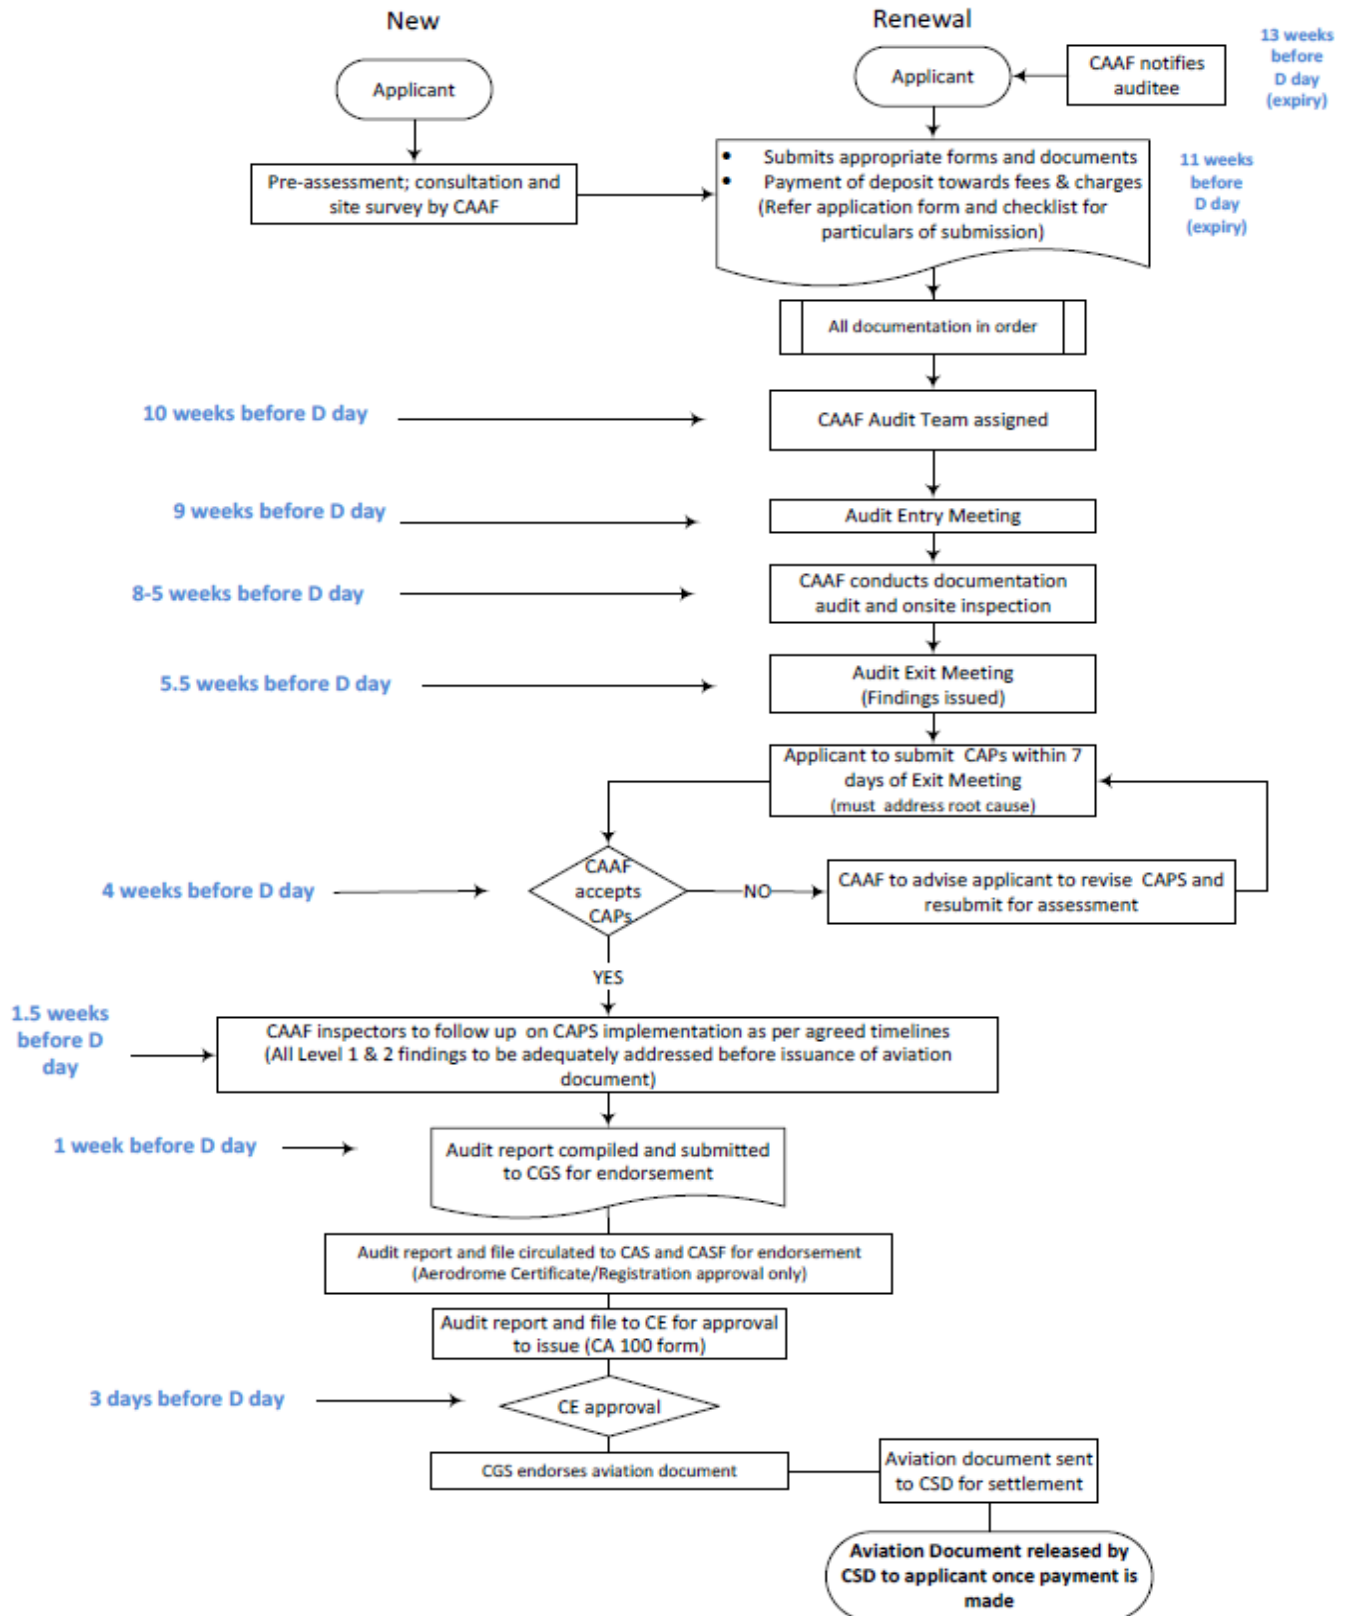 New
Renewal
13 weeks
before
D day
(expiry)
Applicant
Applicant
CAAF notifies
auditee
Pre-assessment; consultation and
site survey by CAAF
• Submits appropriate forms and documents
• Payment of deposit towards fees & charges
(Refer application form and checklist for
particulars of submission)
11 weeks
before
D day
(expiry)
All documentation in order
10 weeks before D day
CAAF Audit Team assigned
9 weeks before D day
Audit Entry Meeting
8-5 weeks before D day
CAAF conducts documentation
audit and onsite inspection
5.5 weeks before D day
Audit Exit Meeting
(Findings issued)
Applicant to submit CAPs within 7
days of Exit Meeting
(must address root cause)
4 weeks before D day
CAAF
accepts
CAPs
NO
CAAF to advise applicant to revise CAPS and
resubmit for assessment
YES
1.5 weeks
before D
day
CAAF inspectors to follow up on CAPS implementation as per agreed timelines
(All Level 1 & 2 findings to be adequately addressed before issuance of aviation
document)
1 week before D day
Audit report compiled and submitted
to CGS for endorsement
Audit report and file circulated to CAS and CASF for endorsement
(Aerodrome Certificate/Registration approval only)
Audit report and file to CE for approval
to issue (CA 100 form)
3 days before D day
CE approval
CGS endorses aviation document
Aviation document sent
to CSD for settlement
Aviation Document released by
CSD to applicant once payment is
made